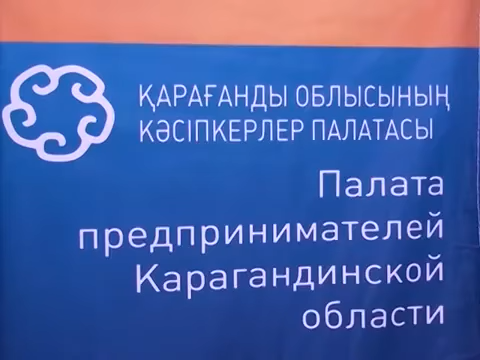 ҚАРАҒАНДЫ ОБЛЫСЫНЫҢ
КӘСІПКЕРЛЕР ПАЛАТАСЫ
Палата
предпринимателей
Карагандинской
области